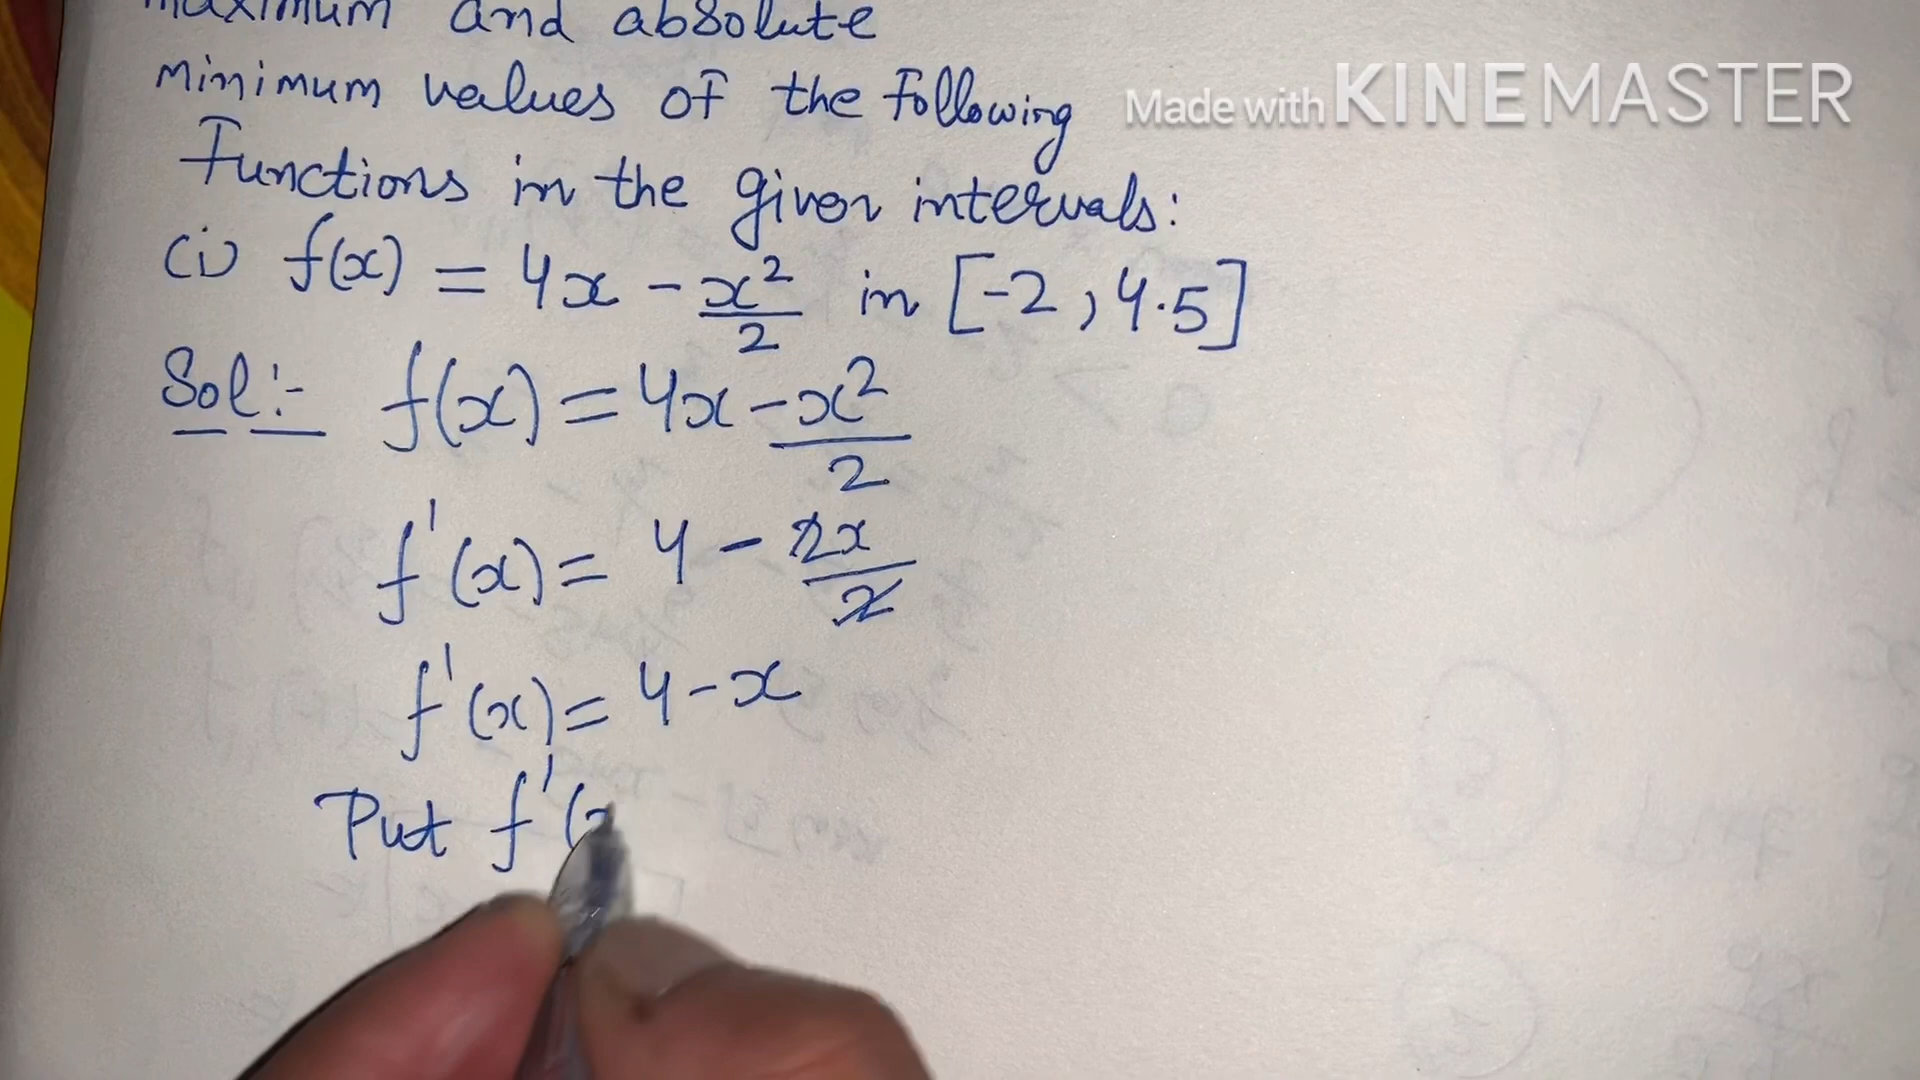 maximum and absolute
Made with KINEMASTER
minimum values of the following
Functions in the given intervals:
(i) f(x) = 4x - x²/2 in [-2, 4.5]
Sol:- f(x) = 4x - x²/2
f'(x) = 4 - 2x/2
f'(x) = 4 - x
Put f'(x